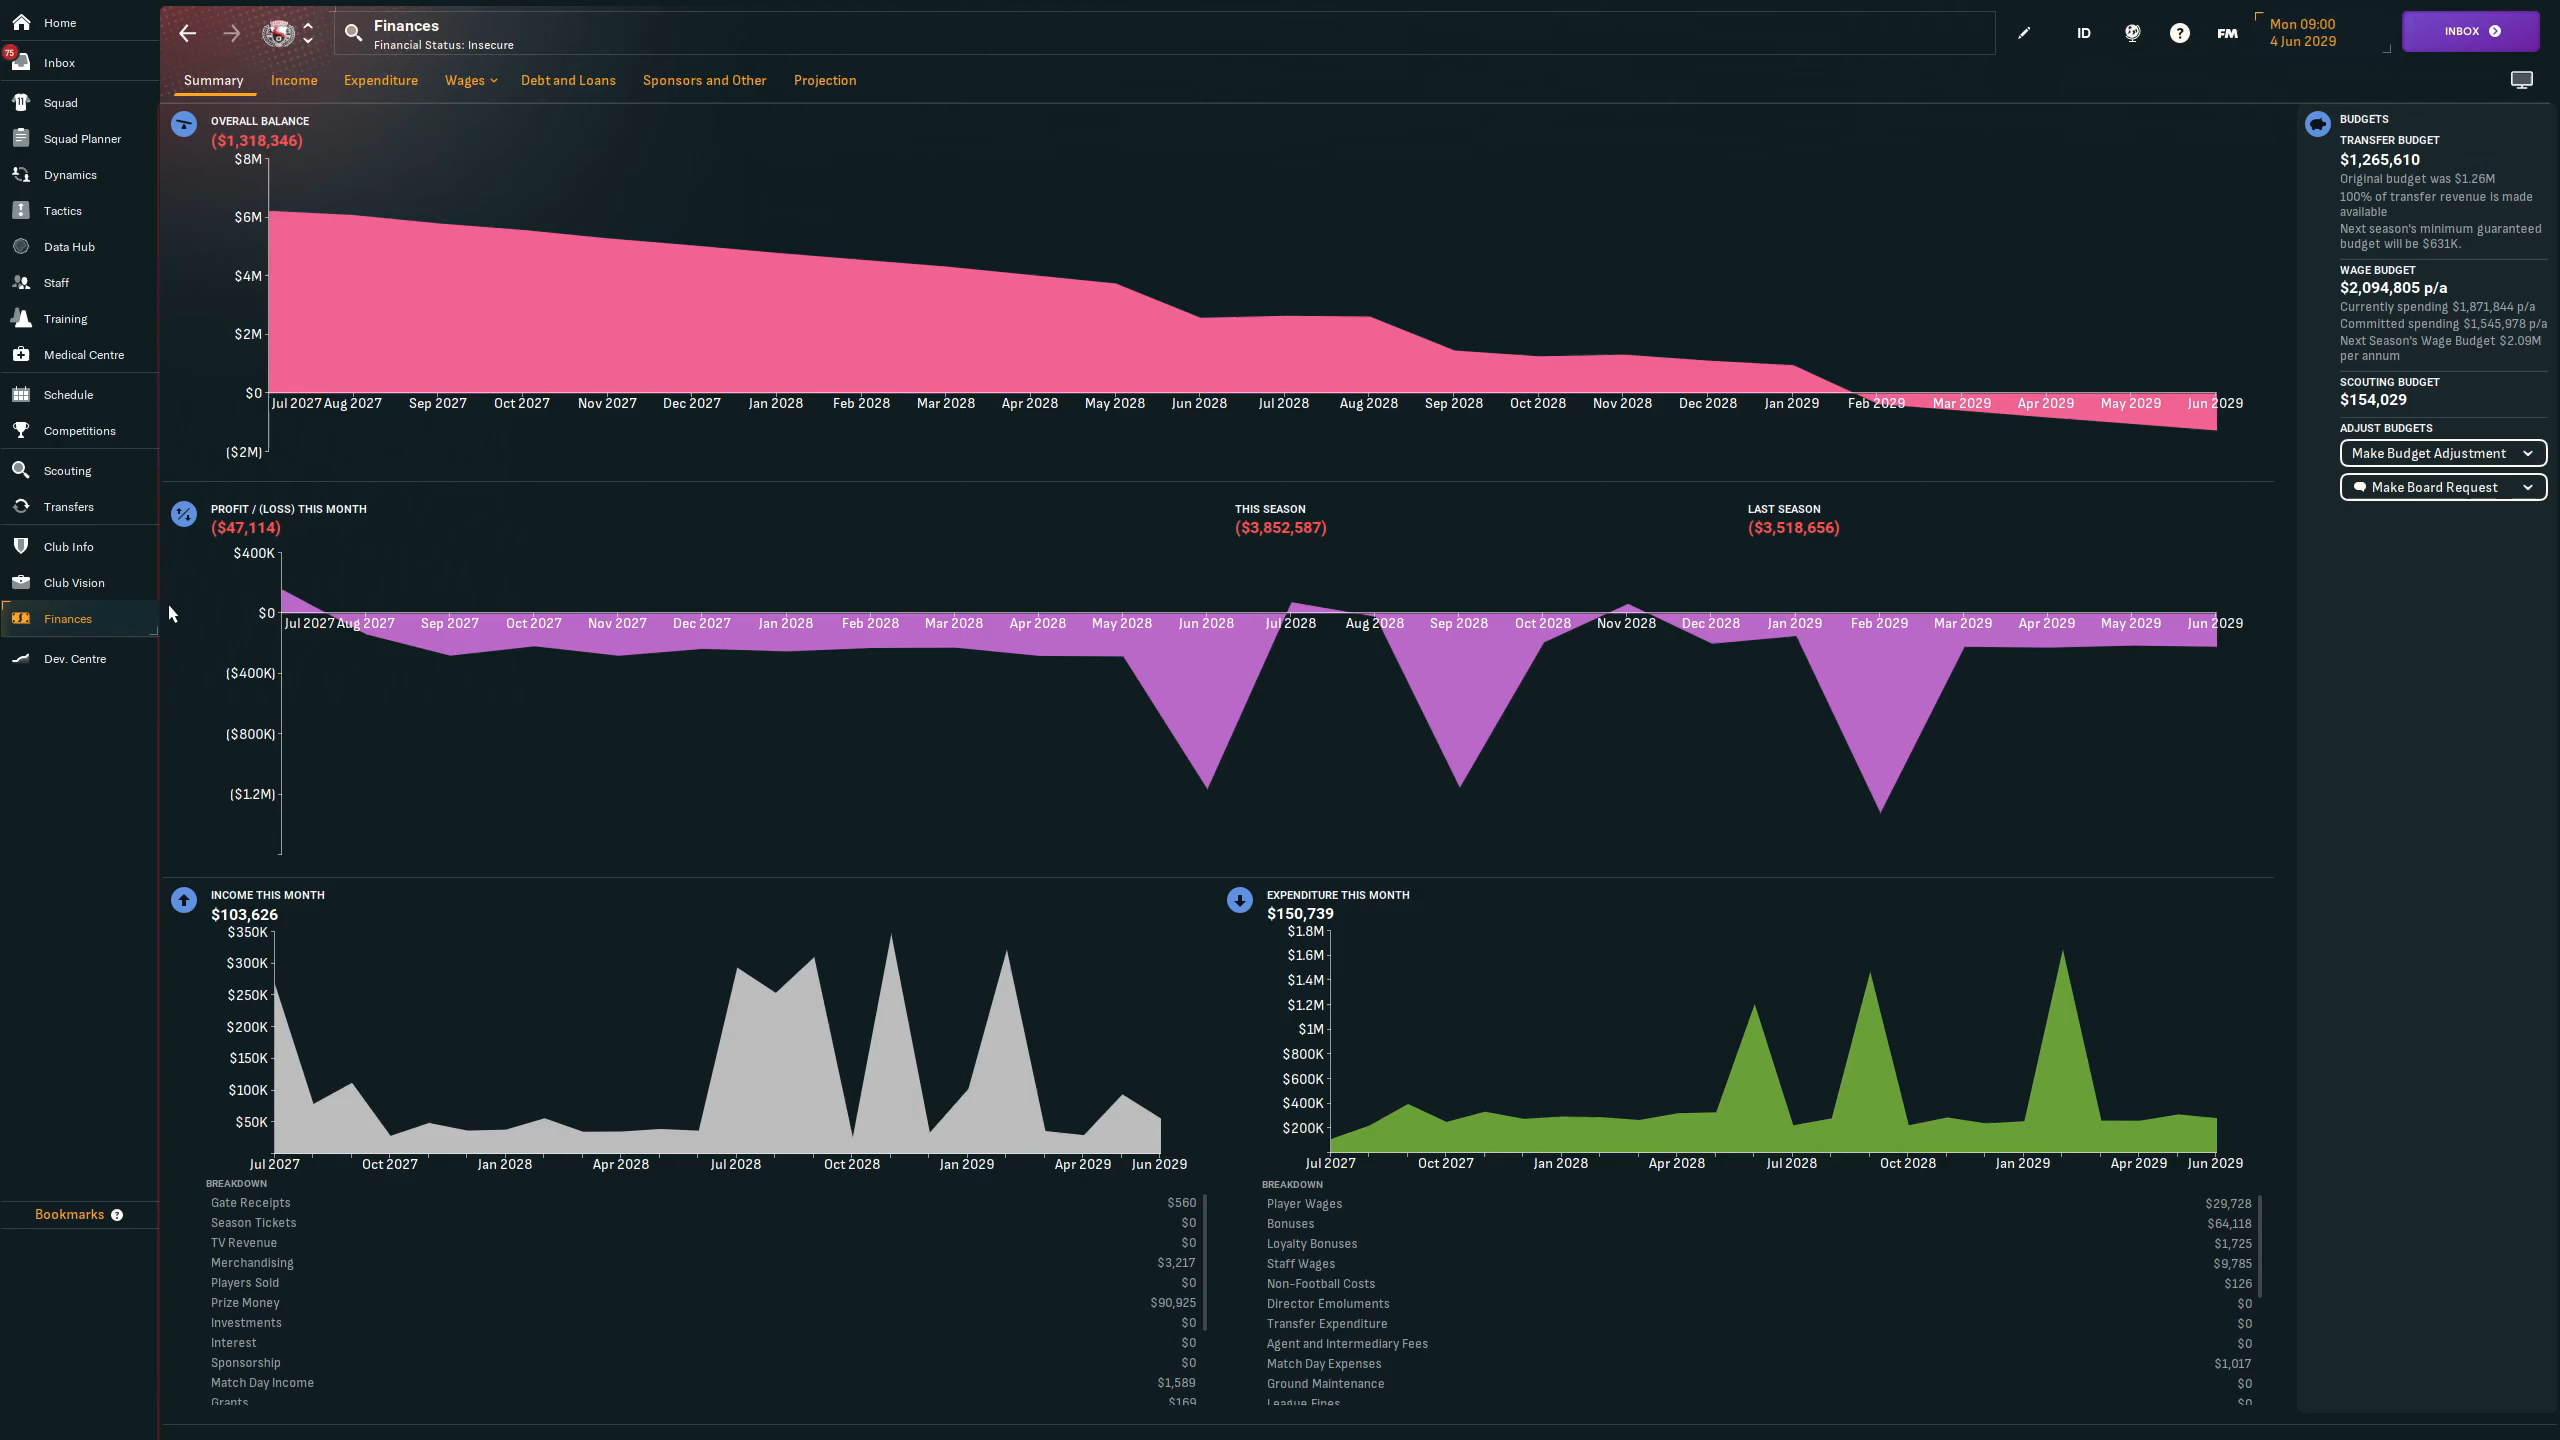 Home
75
Inbox
Squad
Squad Planner
Dynamics
Tactics
Data Hub
Staff
Training
Medical Centre
Schedule
Competitions
Scouting
Transfers
Club Info
Club Vision
Finances
Dev. Centre
Bookmarks ?
Finances
Financial Status: Insecure
ID
?
FM
Mon 09:00
4 Jun 2029
INBOX
Summary
Income
Expenditure
Wages
Debt and Loans
Sponsors and Other
Projection
OVERALL BALANCE
($1,318,346)
$8M
$6M
$4M
$2M
$0
($2M)
Jul 2027 Aug 2027 Sep 2027 Oct 2027 Nov 2027 Dec 2027 Jan 2028 Feb 2028 Mar 2028 Apr 2028 May 2028 Jun 2028 Jul 2028 Aug 2028 Sep 2028 Oct 2028 Nov 2028 Dec 2028 Jan 2029 Feb 2029 Mar 2029 Apr 2029 May 2029 Jun 2029
PROFIT / (LOSS) THIS MONTH
($47,114)
THIS SEASON
($3,852,587)
LAST SEASON
($3,518,656)
$400K
$0
($400K)
($800K)
($1.2M)
Jul 2027 Aug 2027 Sep 2027 Oct 2027 Nov 2027 Dec 2027 Jan 2028 Feb 2028 Mar 2028 Apr 2028 May 2028 Jun 2028 Jul 2028 Aug 2028 Sep 2028 Oct 2028 Nov 2028 Dec 2028 Jan 2029 Feb 2029 Mar 2029 Apr 2029 May 2029 Jun 2029
INCOME THIS MONTH
$103,626
$350K
$300K
$250K
$200K
$150K
$100K
$50K
Jul 2027 Oct 2027 Jan 2028 Apr 2028 Jul 2028 Oct 2028 Jan 2029 Apr 2029 Jun 2029
BREAKDOWN
Gate Receipts $560
Season Tickets $0
TV Revenue $0
Merchandising $3,217
Players Sold $0
Prize Money $90,925
Investments $0
Interest $0
Sponsorship $0
Match Day Income $1,589
Grants $169
EXPENDITURE THIS MONTH
$150,739
$1.8M
$1.6M
$1.4M
$1.2M
$1M
$800K
$600K
$400K
$200K
Jul 2027 Oct 2027 Jan 2028 Apr 2028 Jul 2028 Oct 2028 Jan 2029 Apr 2029 Jun 2029
BREAKDOWN
Player Wages $29,728
Bonuses $64,118
Loyalty Bonuses $1,725
Staff Wages $9,785
Non-Football Costs $126
Director Emoluments $0
Transfer Expenditure $0
Agent and Intermediary Fees $0
Match Day Expenses $1,017
Ground Maintenance $0
League Fines $0
BUDGETS
TRANSFER BUDGET
$1,265,610
Original budget was $1.26M
100% of transfer revenue is made
available
Next season's minimum guaranteed
budget will be $631K.
WAGE BUDGET
$2,094,805 p/a
Currently spending $1,871,844 p/a
Committed spending $1,545,978 p/a
Next Season's Wage Budget $2.09M
per annum
SCOUTING BUDGET
$154,029
ADJUST BUDGETS
Make Budget Adjustment
Make Board Request